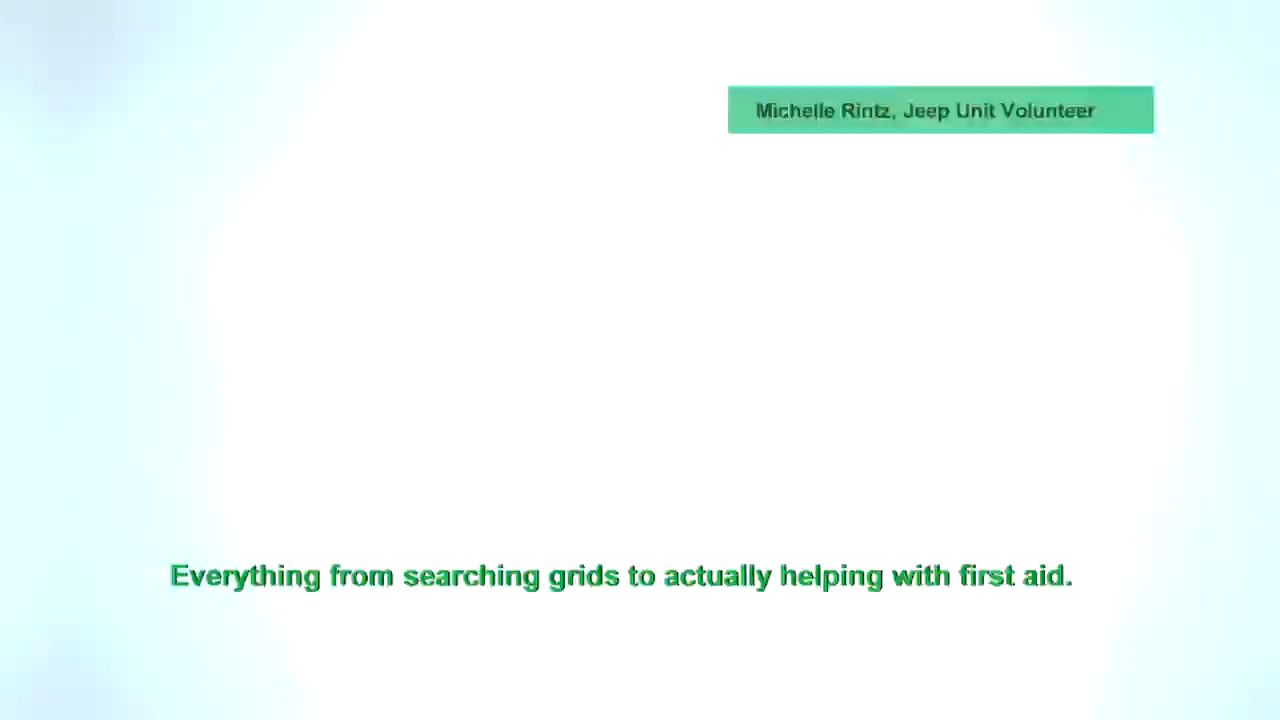 Michelle Rintz, Jeep Unit Volunteer
Everything from searching grids to actually helping with first aid.